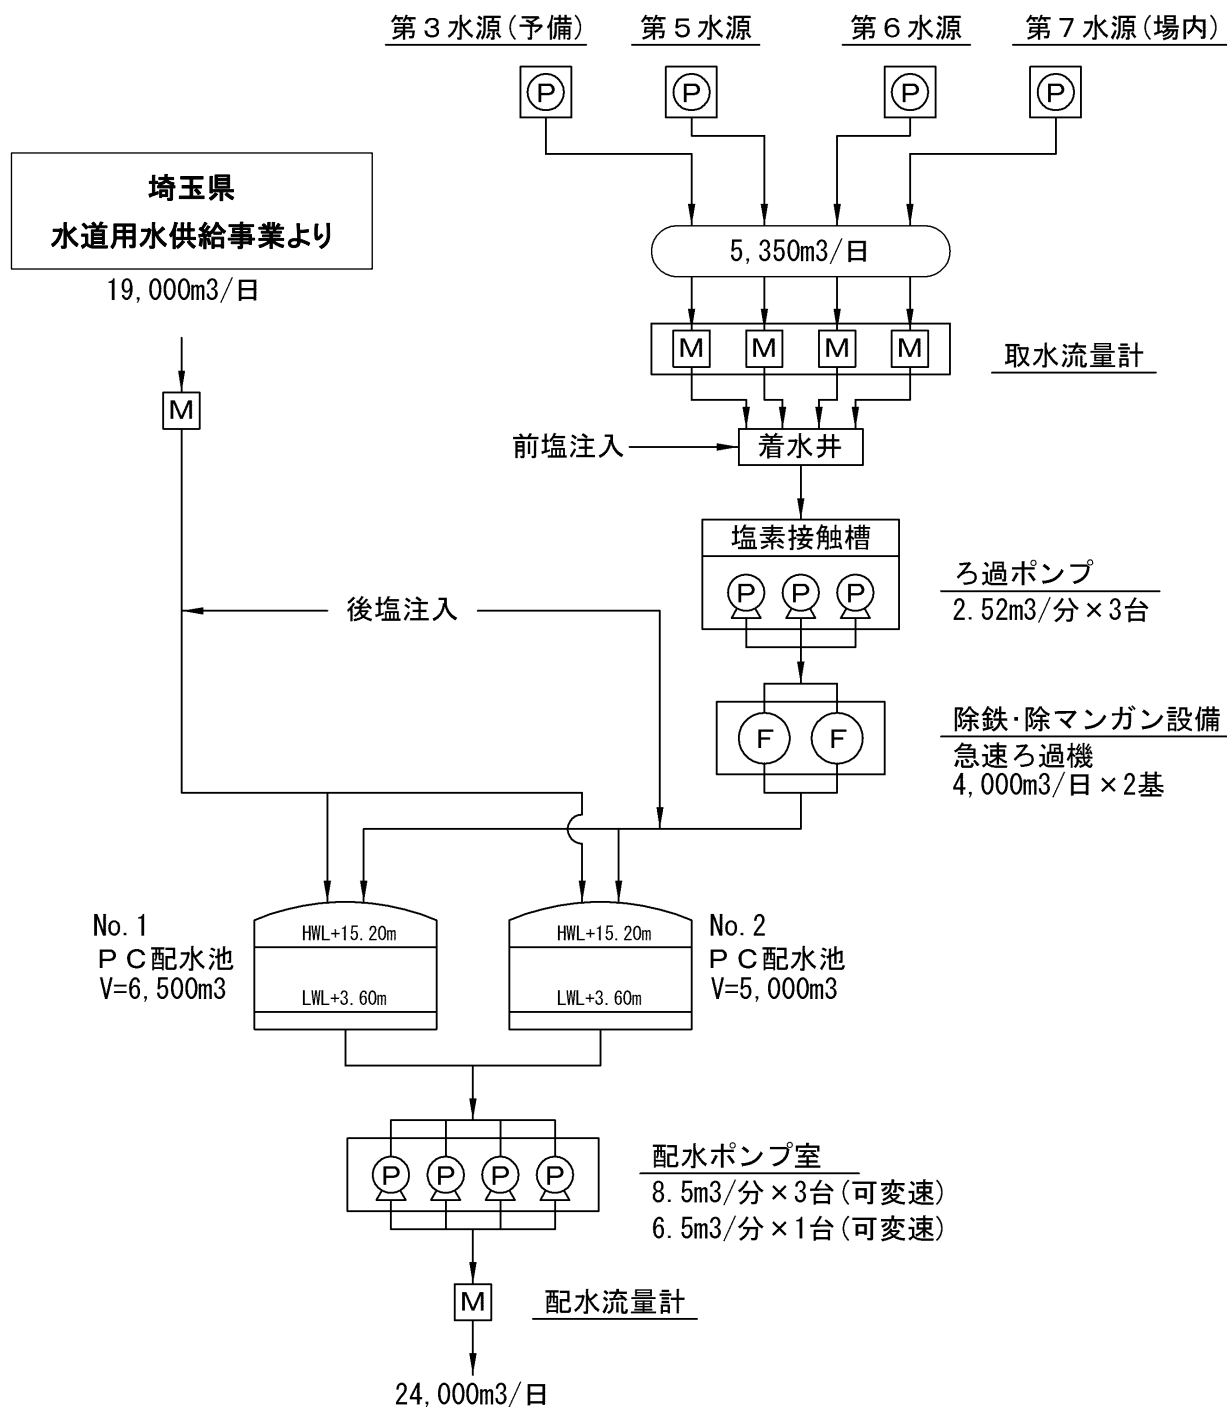 第３水源(予備)
第５水源
第６水源
第７水源(場内)
P
P
P
P
埼玉県
水道用水供給事業より
19,000m3/日
5,350m3/日
M
M
M
M
取水流量計
M
前塩注入
着水井
塩素接触槽
P
P
P
ろ過ポンプ
2.52m3/分×3台
後塩注入
F
F
除鉄･除マンガン設備
急速ろ過機
4,000m3/日×2基
No.1
ＰＣ配水池
V=6,500m3
HWL+15.20m
LWL+3.60m
HWL+15.20m
LWL+3.60m
No.2
ＰＣ配水池
V=5,000m3
P
P
P
P
配水ポンプ室
8.5m3/分×3台(可変速)
6.5m3/分×1台(可変速)
M
配水流量計
24,000m3/日